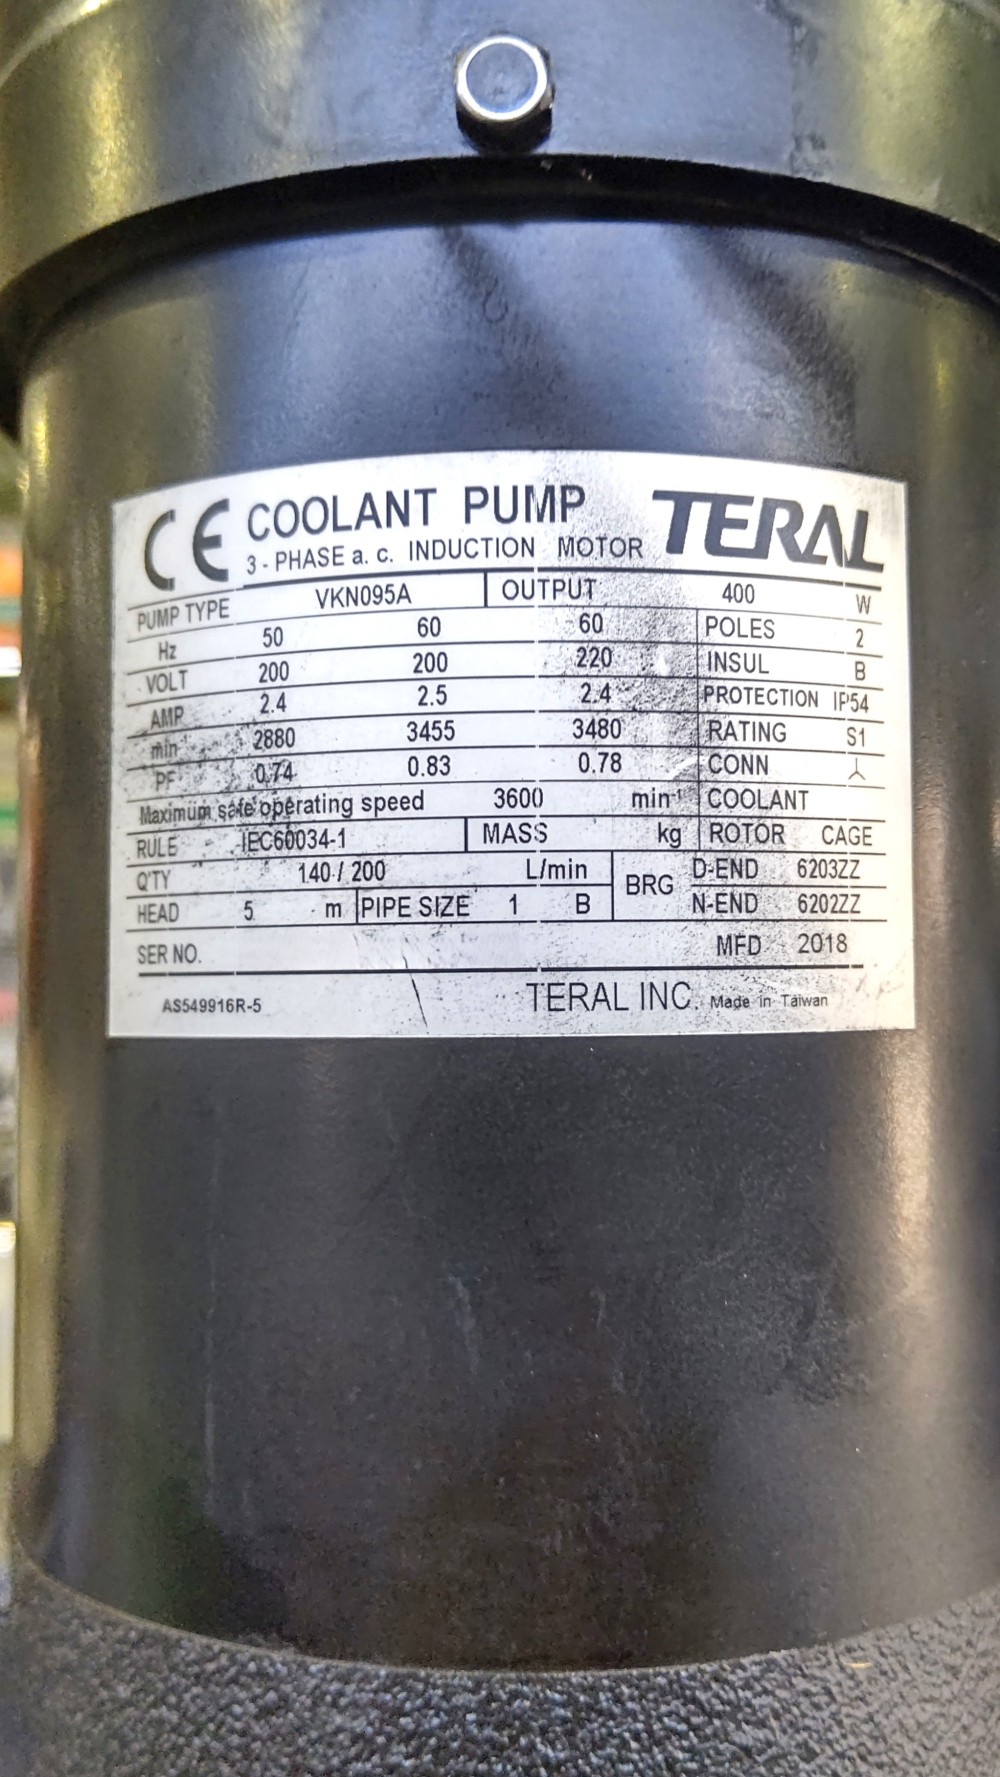 CE COOLANT PUMP TERAL
3 - PHASE a. c. INDUCTION MOTOR
PUMP TYPE VKN095A OUTPUT 400 W
Hz 50 60 60 POLES 2
VOLT 200 200 220 INSUL B
AMP 2.4 2.5 2.4 PROTECTION IP54
min⁻¹ 2880 3455 3480 RATING S1
PF 0.74 0.83 0.78 CONN 人
Maximum safe operating speed 3600 min⁻¹ COOLANT
RULE IEC60034-1 MASS kg ROTOR CAGE
Q'TY 140 / 200 L/min BRG D-END 6203ZZ
HEAD 5 m PIPE SIZE 1 B N-END 6202ZZ
SER NO. MFD 2018
AS549916R-5 TERAL INC. Made in Taiwan